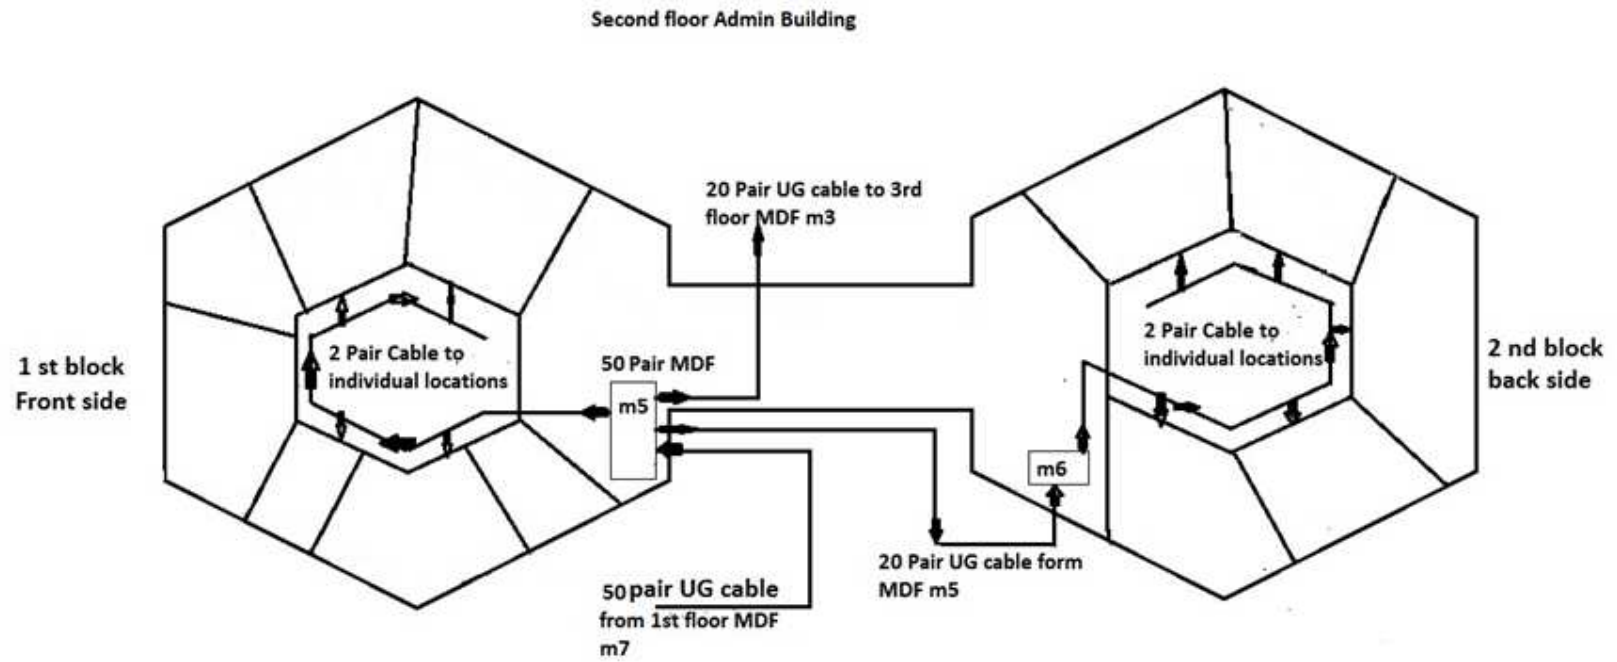 Second floor Admin Building
20 Pair UG cable to 3rd
floor MDF m3
2 Pair Cable to
individual locations
1 st block
Front side
50 Pair MDF
m5
2 Pair Cable to
individual locations
2 nd block
back side
m6
20 Pair UG cable form
MDF m5
50 pair UG cable
from 1st floor MDF
m7